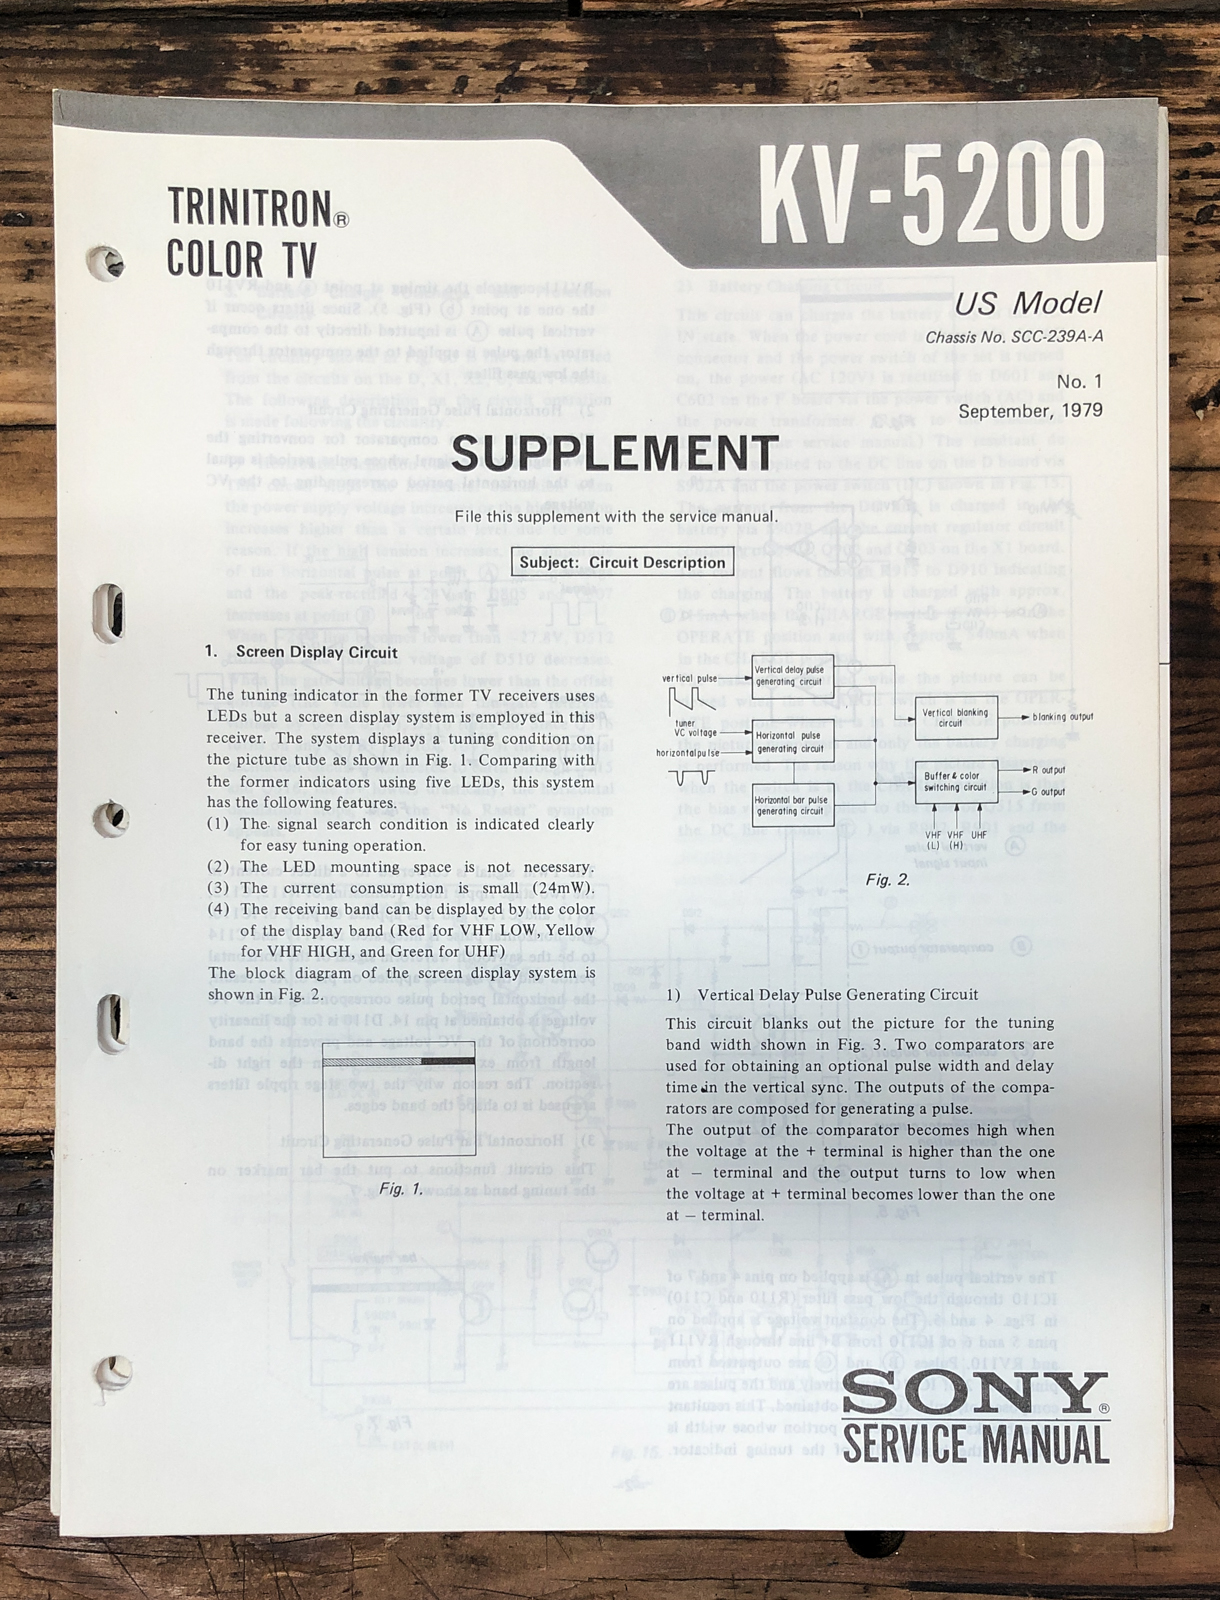 KV-5200
TRINITRON®
COLOR TV
US Model
Chassis No. SCC-239A-A
No. 1
September, 1979
SUPPLEMENT
File this supplement with the service manual.
Subject: Circuit Description
1. Screen Display Circuit
The tuning indicator in the former TV receivers uses
LEDs but a screen display system is employed in this
receiver. The system displays a tuning condition on
the picture tube as shown in Fig. 1. Comparing with
the former indicators using five LEDs, this system
has the following features.
(1) The signal search condition is indicated clearly
for easy tuning operation.
(2) The LED mounting space is not necessary.
(3) The current consumption is small (24mW).
(4) The receiving band can be displayed by the color
of the display band (Red for VHF LOW, Yellow
for VHF HIGH, and Green for UHF)
The block diagram of the screen display system is
shown in Fig. 2.
Fig. 1.
vertical pulse
Vertical delay pulse
generating circuit
tuner
VC voltage
Horizontal pulse
generating circuit
horizontal pulse
Horizontal bar pulse
generating circuit
Vertical blanking
circuit
blanking output
Buffer & color
switching circuit
R output
G output
VHF VHF UHF
(L) (H)
Fig. 2.
1) Vertical Delay Pulse Generating Circuit
This circuit blanks out the picture for the tuning
band width shown in Fig. 3. Two comparators are
used for obtaining an optional pulse width and delay
time in the vertical sync. The outputs of the compa-
rators are composed for generating a pulse.
The output of the comparator becomes high when
the voltage at the + terminal is higher than the one
at − terminal and the output turns to low when
the voltage at + terminal becomes lower than the one
at − terminal.
SONY®
SERVICE MANUAL